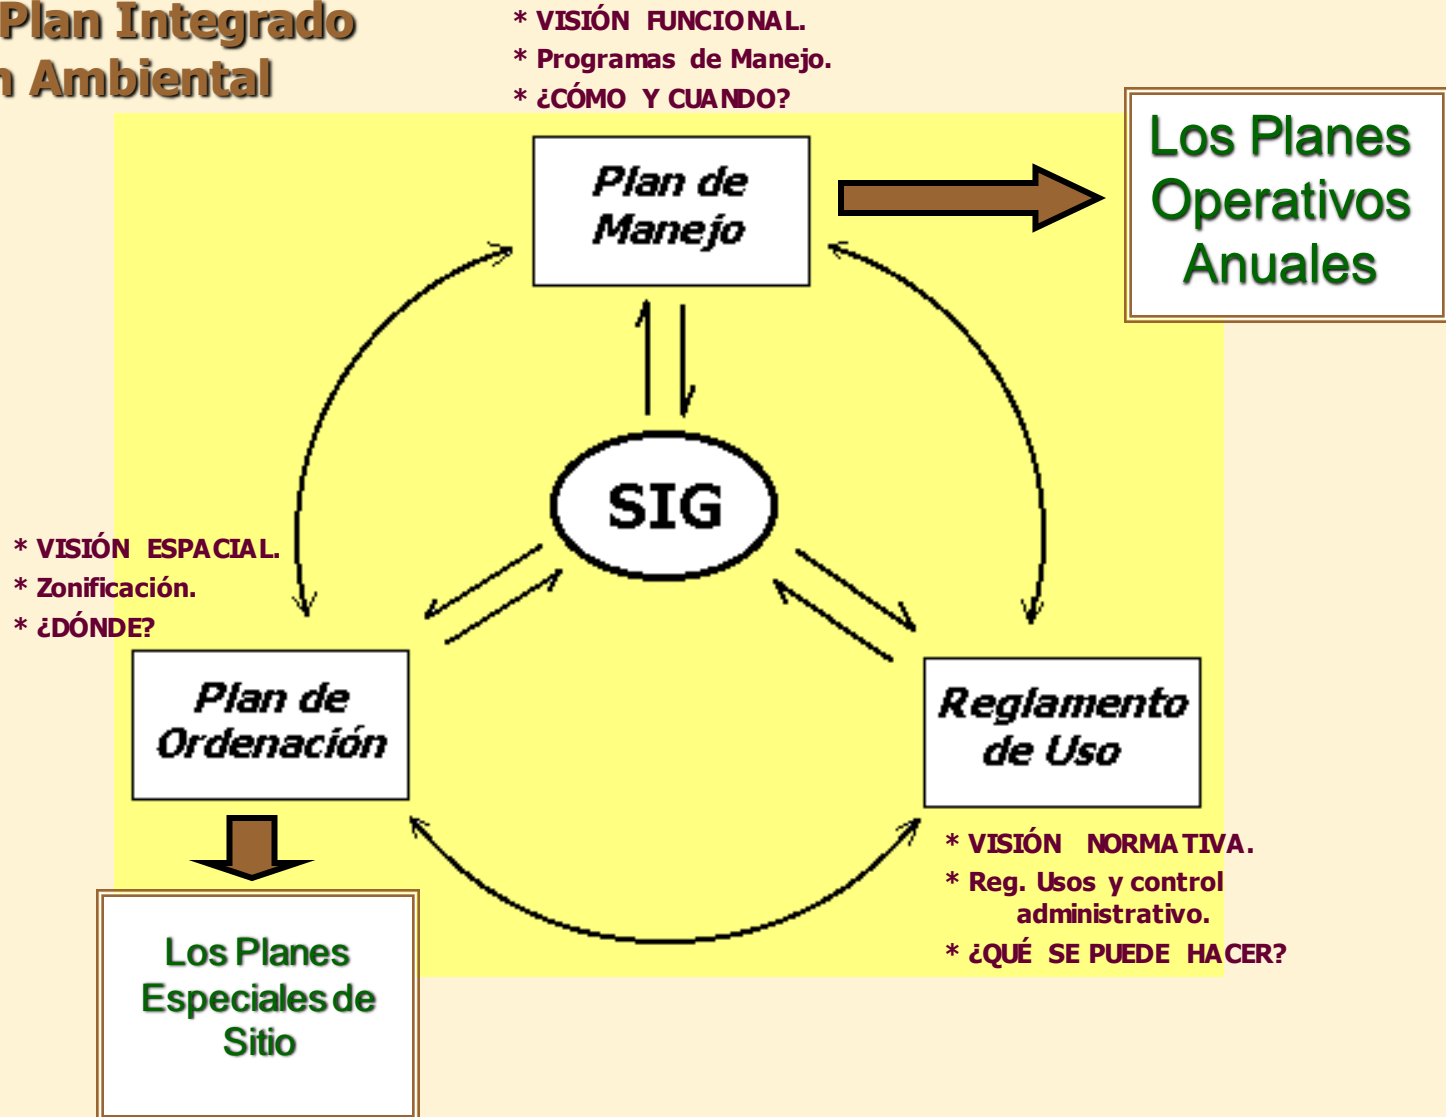 Plan Integrado
n Ambiental
* VISIÓN FUNCIONAL.
* Programas de Manejo.
* ¿CÓMO Y CUANDO?
Plan de
Manejo
Los Planes
Operativos
Anuales
SIG
* VISIÓN ESPACIAL.
* Zonificación.
* ¿DÓNDE?
Plan de
Ordenación
Reglamento
de Uso
* VISIÓN NORMATIVA.
* Reg. Usos y control
administrativo.
* ¿QUÉ SE PUEDE HACER?
Los Planes
Especiales de
Sitio